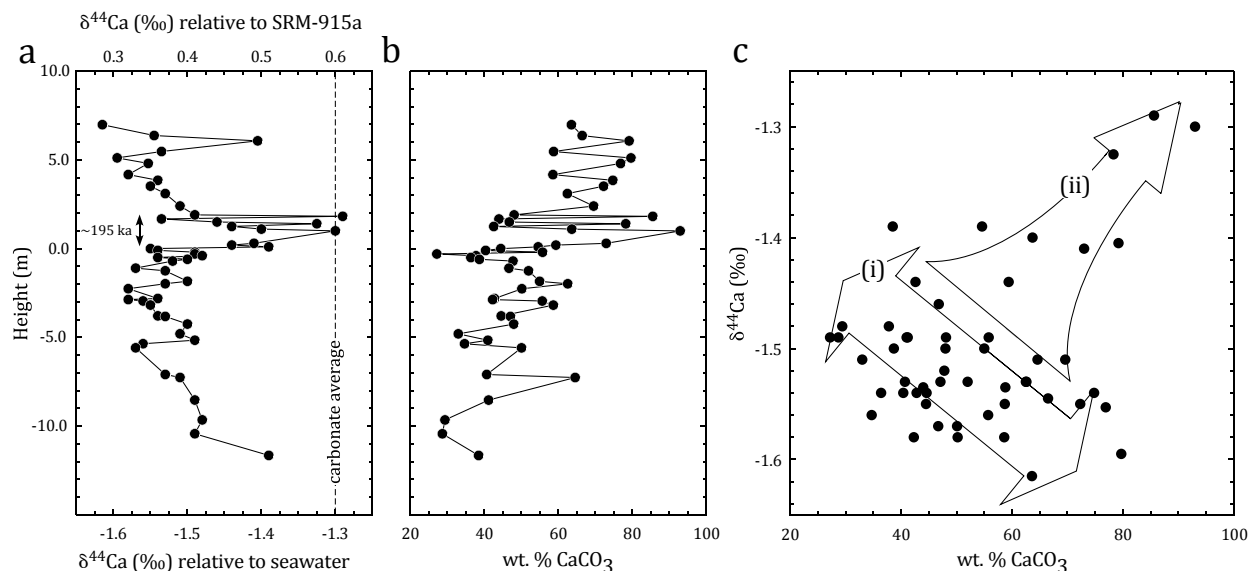 δ⁴⁴Ca (‰) relative to SRM-915a
a
b
c
0.3 0.4 0.5 0.6
10.0
5.0
0.0
-5.0
-10.0
Height (m)
~195 ka
carbonate average
-1.6 -1.5 -1.4 -1.3
δ⁴⁴Ca (‰) relative to seawater
20 40 60 80 100
wt. % CaCO₃
-1.3
-1.4
-1.5
-1.6
δ⁴⁴Ca (‰)
(i)
(ii)
20 40 60 80 100
wt. % CaCO₃